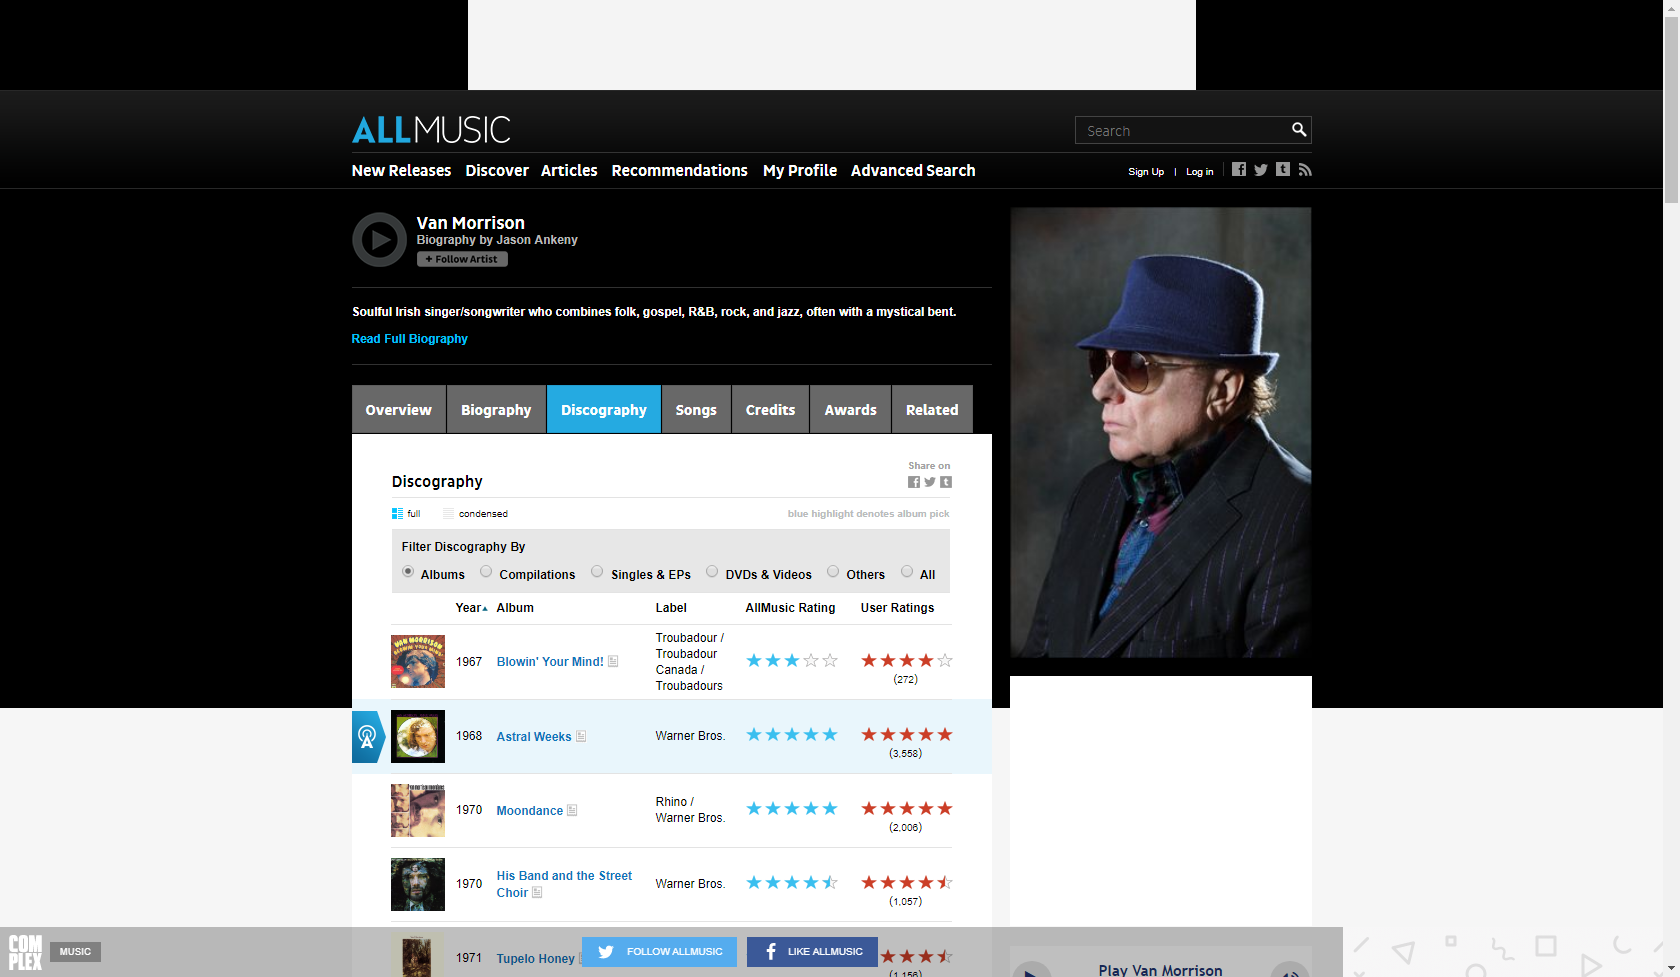 ALLMUSIC
Search
New Releases Discover Articles Recommendations My Profile Advanced Search
Sign Up | Log in
Van Morrison
Biography by Jason Ankeny
+ Follow Artist
Soulful Irish singer/songwriter who combines folk, gospel, R&B, rock, and jazz, often with a mystical bent.
Read Full Biography
Overview Biography Discography Songs Credits Awards Related
Share on
Discography
full condensed blue highlight denotes album pick
Filter Discography By
Albums Compilations Singles & EPs DVDs & Videos Others All
Year Album Label AllMusic Rating User Ratings
1967 Blowin' Your Mind!
Troubadour /
Troubadour
Canada /
Troubadours
(272)
1968 Astral Weeks Warner Bros.
(3,558)
1970 Moondance
Rhino /
Warner Bros.
(2,006)
1970 His Band and the Street
Choir
Warner Bros.
(1,057)
1971 Tupelo Honey
(1,156)
COM
PLEX
MUSIC
FOLLOW ALLMUSIC
LIKE ALLMUSIC
Play Van Morrison